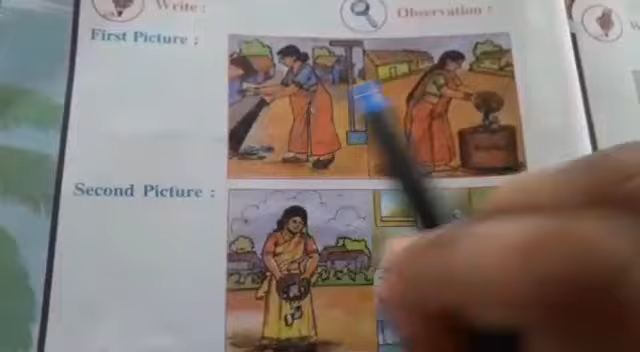 Write :
Observation :
First Picture :
Second Picture :